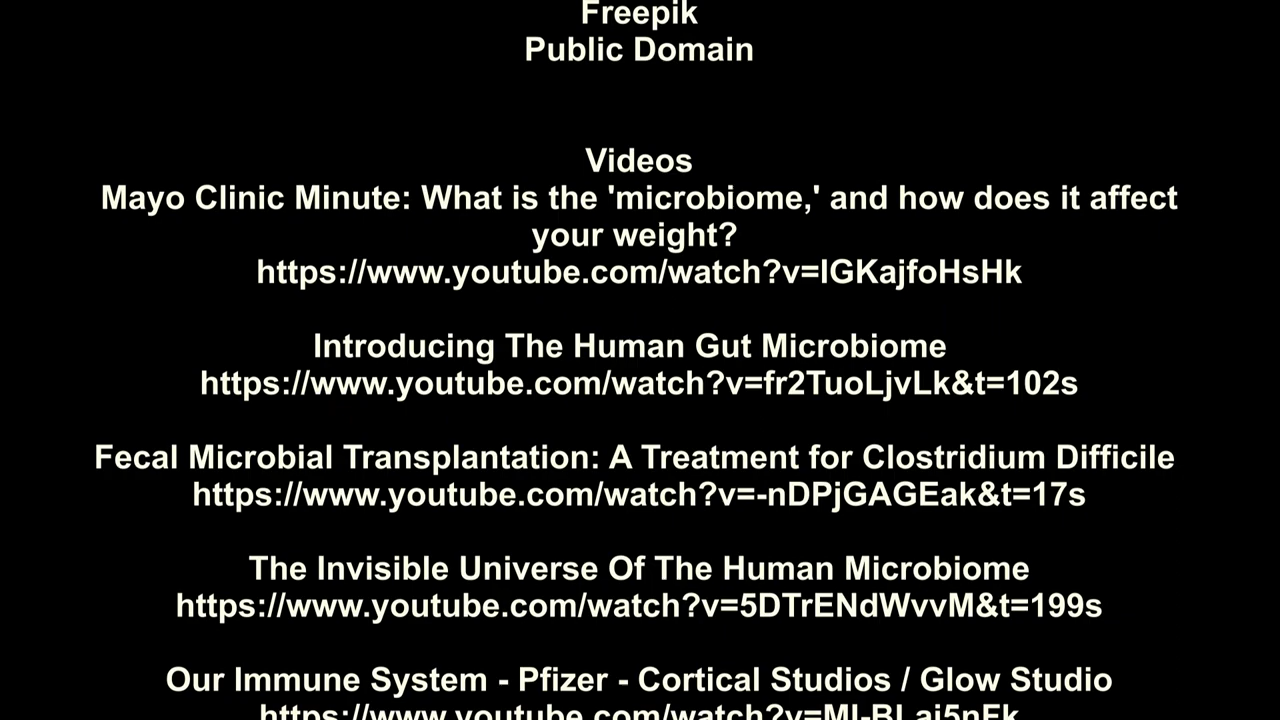 Freepik
Public Domain
Videos
Mayo Clinic Minute: What is the 'microbiome,' and how does it affect
your weight?
https://www.youtube.com/watch?v=lGKajfoHsHk
Introducing The Human Gut Microbiome
https://www.youtube.com/watch?v=fr2TuoLjvLk&t=102s
Fecal Microbial Transplantation: A Treatment for Clostridium Difficile
https://www.youtube.com/watch?v=-nDPjGAGEak&t=17s
The Invisible Universe Of The Human Microbiome
https://www.youtube.com/watch?v=5DTrENdWvvM&t=199s
Our Immune System - Pfizer - Cortical Studios / Glow Studio